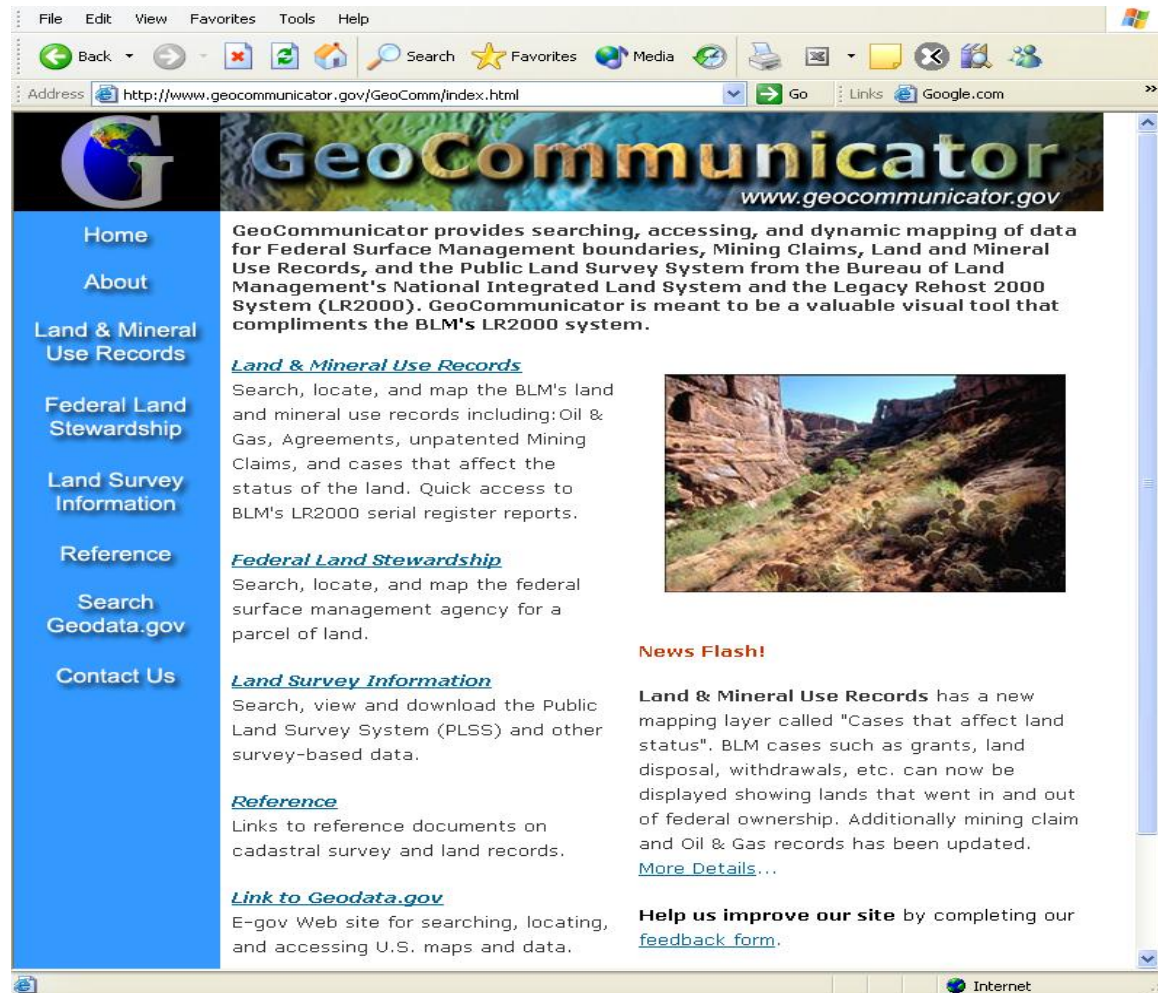 File Edit View Favorites Tools Help
Back Search Favorites Media
Address http://www.geocommunicator.gov/GeoComm/index.html Go Links Google.com »
G GeoCommunicator
www.geocommunicator.gov
Home
About
Land & Mineral
Use Records
Federal Land
Stewardship
Land Survey
Information
Reference
Search
Geodata.gov
Contact Us
GeoCommunicator provides searching, accessing, and dynamic mapping of data
for Federal Surface Management boundaries, Mining Claims, Land and Mineral
Use Records, and the Public Land Survey System from the Bureau of Land
Management's National Integrated Land System and the Legacy Rehost 2000
System (LR2000). GeoCommunicator is meant to be a valuable visual tool that
compliments the BLM's LR2000 system.
Land & Mineral Use Records
Search, locate, and map the BLM's land
and mineral use records including:Oil &
Gas, Agreements, unpatented Mining
Claims, and cases that affect the
status of the land. Quick access to
BLM's LR2000 serial register reports.
Federal Land Stewardship
Search, locate, and map the federal
surface management agency for a
parcel of land.
Land Survey Information
Search, view and download the Public
Land Survey System (PLSS) and other
survey-based data.
Reference
Links to reference documents on
cadastral survey and land records.
Link to Geodata.gov
E-gov Web site for searching, locating,
and accessing U.S. maps and data.
News Flash!
Land & Mineral Use Records has a new
mapping layer called "Cases that affect land
status". BLM cases such as grants, land
disposal, withdrawals, etc. can now be
displayed showing lands that went in and out
of federal ownership. Additionally mining claim
and Oil & Gas records has been updated.
More Details...
Help us improve our site by completing our
feedback form.
Internet